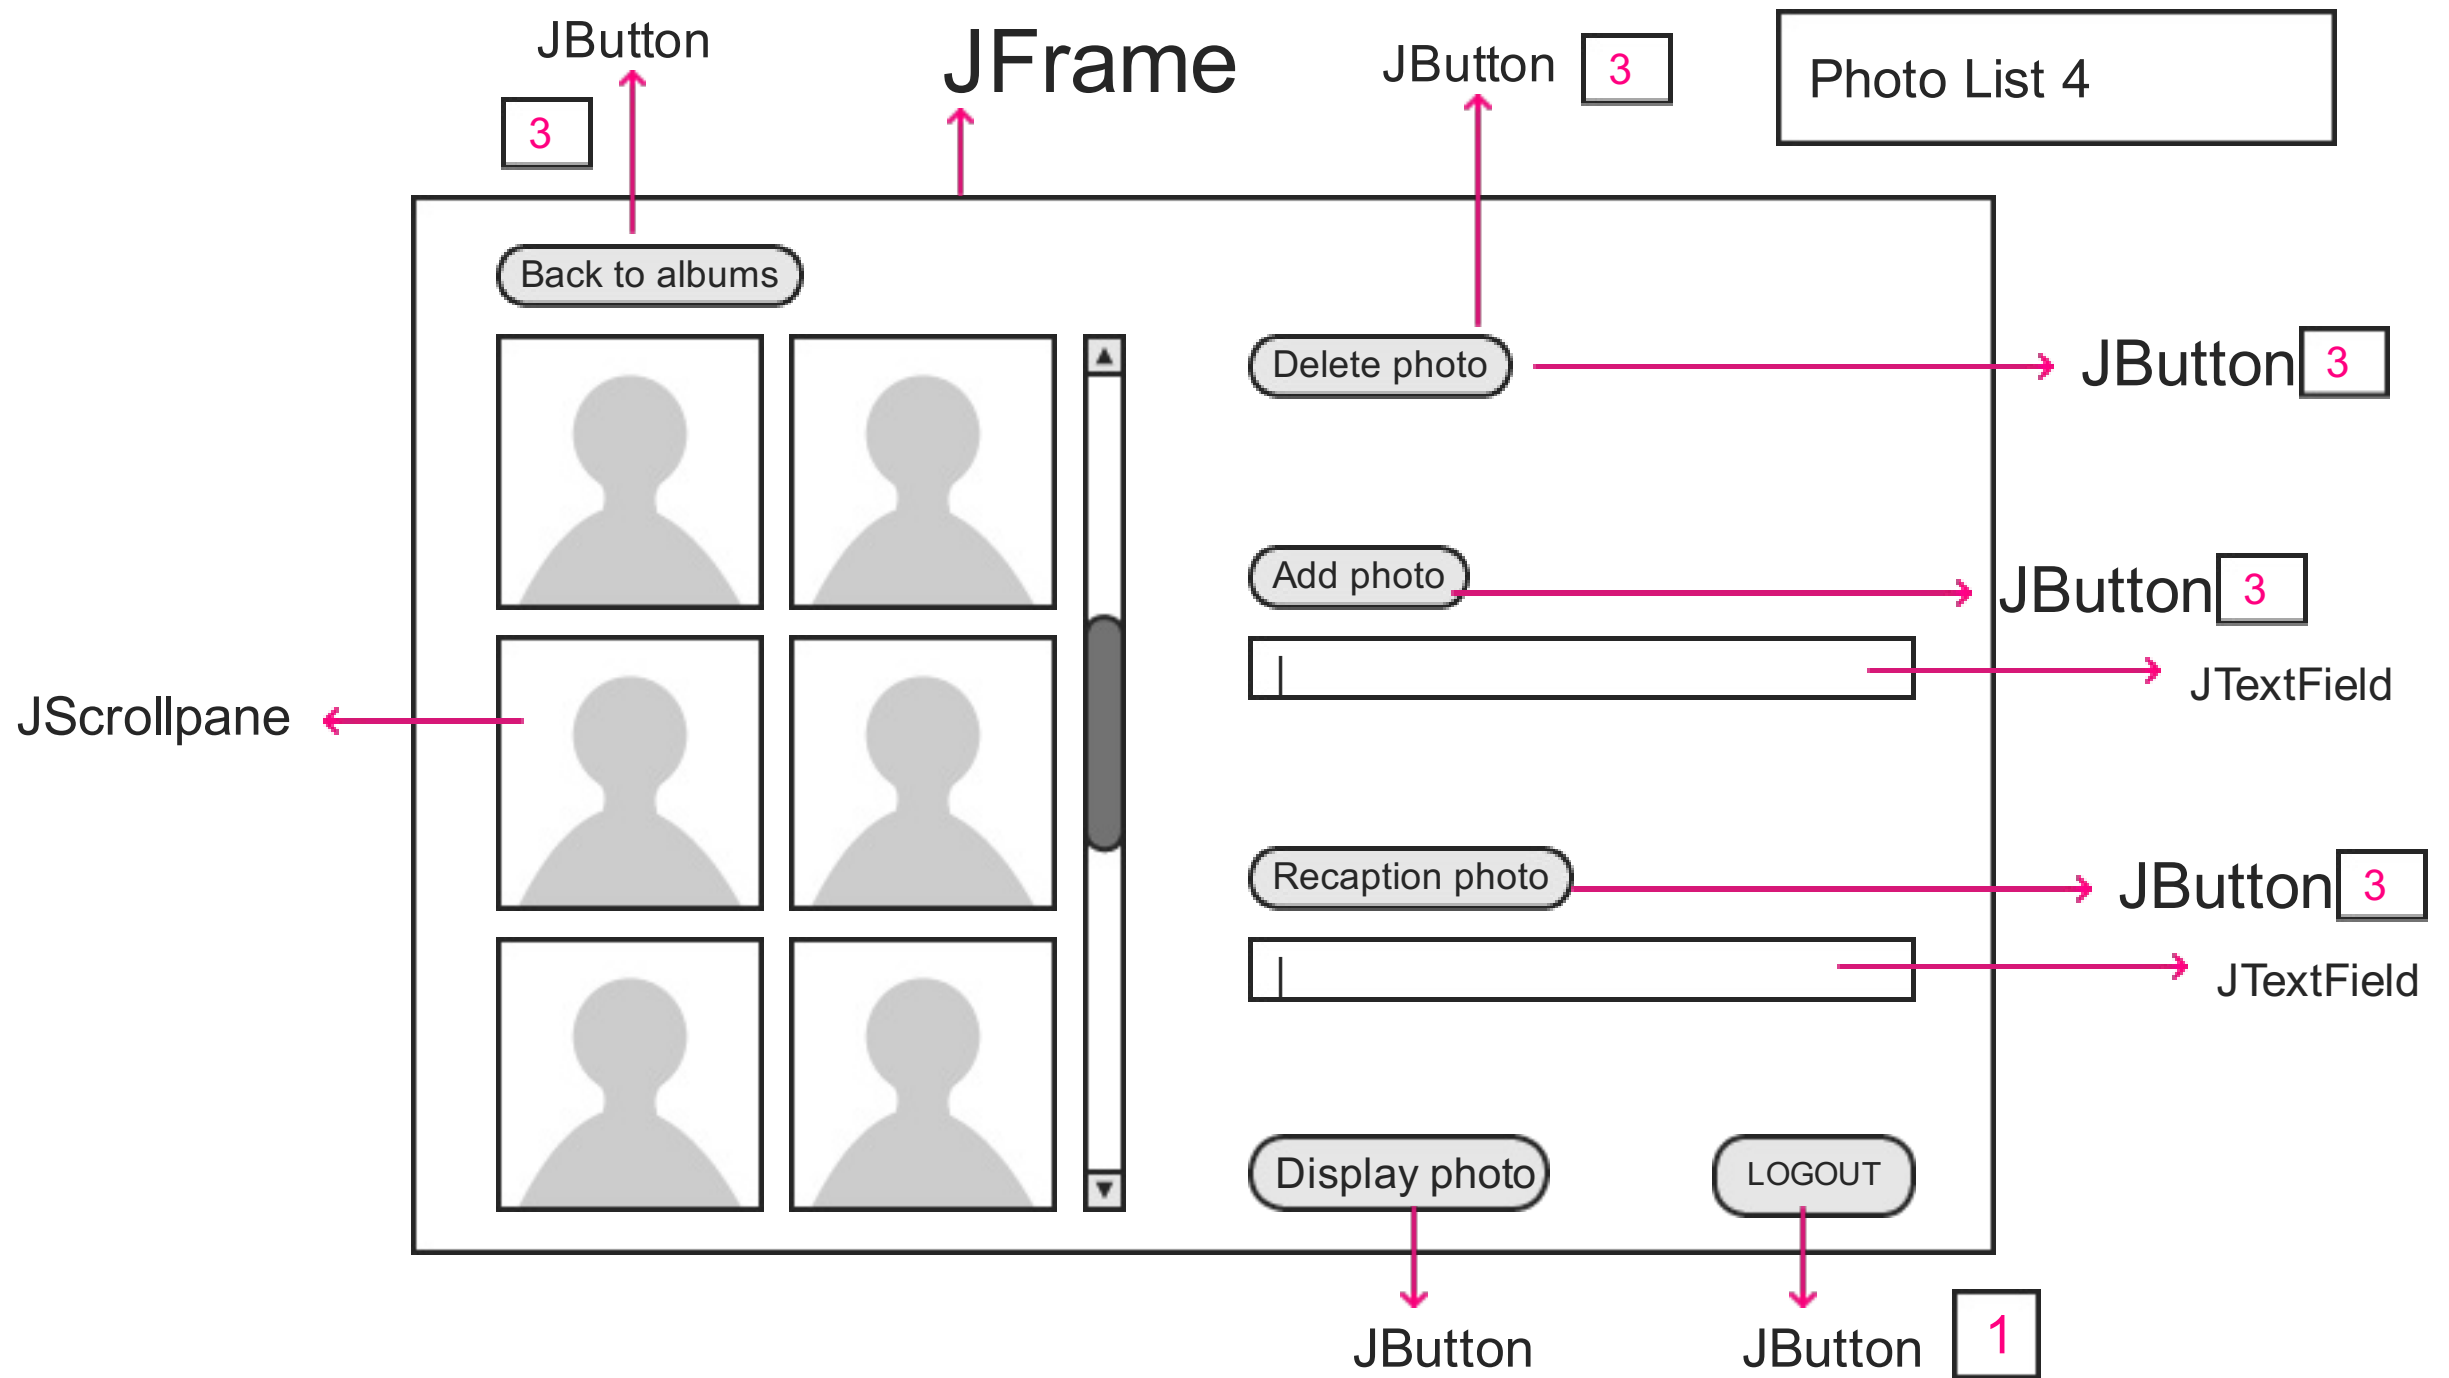 JButton
JFrame
JButton 3
Photo List 4
3
Back to albums
Delete photo
JButton 3
Add photo
JButton 3
JTextField
JScrollpane
Recaption photo
JButton 3
JTextField
Display photo
LOGOUT
JButton
JButton
1